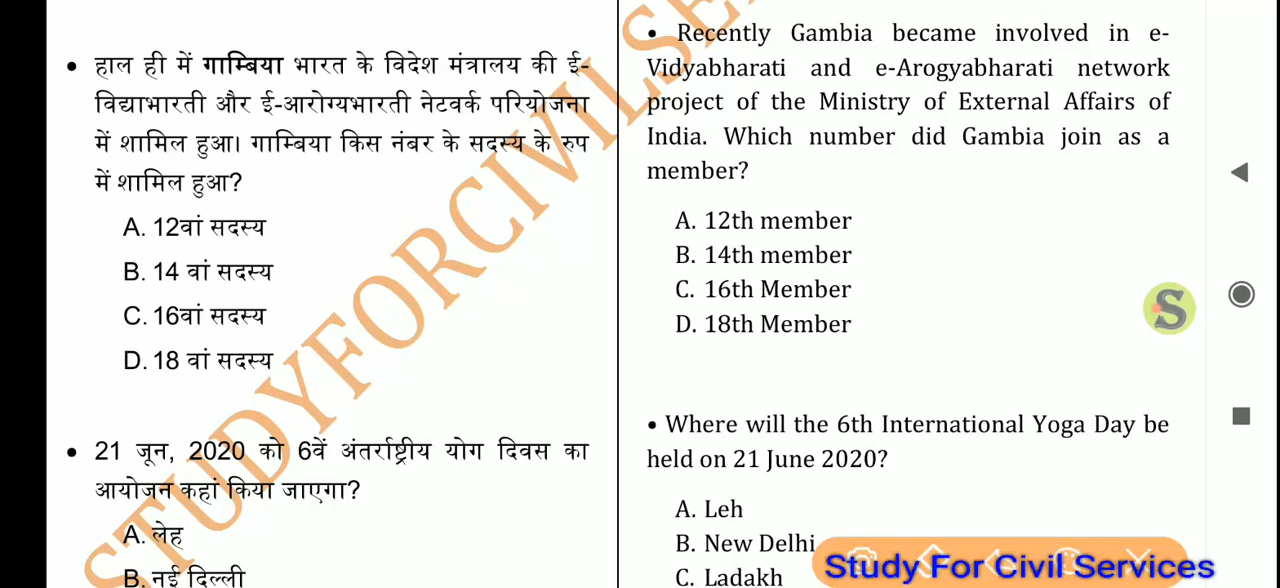 • हाल ही में गाम्बिया भारत के विदेश मंत्रालय की ई-
विद्याभारती और ई-आरोग्यभारती नेटवर्क परियोजना
में शामिल हुआ। गाम्बिया किस नंबर के सदस्य के रुप
में शामिल हुआ?
A. 12वां सदस्य
B. 14 वां सदस्य
C. 16वां सदस्य
D. 18 वां सदस्य
• 21 जून, 2020 को 6वें अंतर्राष्ट्रीय योग दिवस का
आयोजन कहां किया जाएगा?
A. लेह
B. नई दिल्ली
• Recently Gambia became involved in e-
Vidyabharati and e-Arogyabharati network
project of the Ministry of External Affairs of
India. Which number did Gambia join as a
member?
A. 12th member
B. 14th member
C. 16th Member
D. 18th Member
• Where will the 6th International Yoga Day be
held on 21 June 2020?
A. Leh
B. New Delhi
C. Ladakh
STUDYFORCIVILSE
S
Study For Civil Services